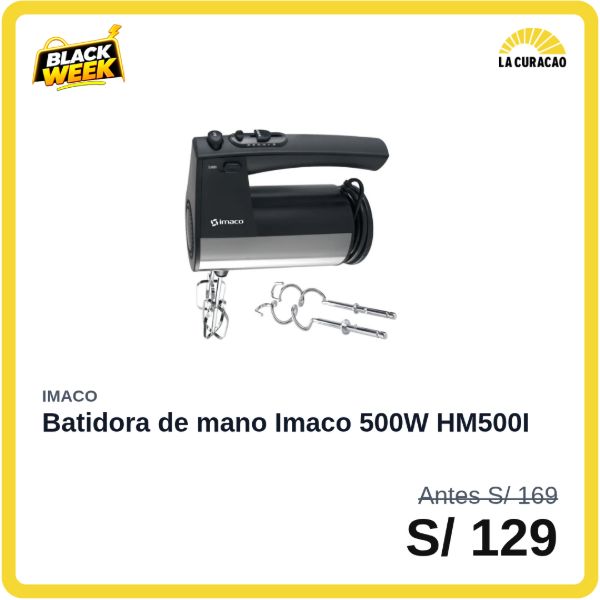 BLACK
WEEK
LA CURACAO
imaco
IMACO
Batidora de mano Imaco 500W HM500I
Antes S/ 169
S/ 129